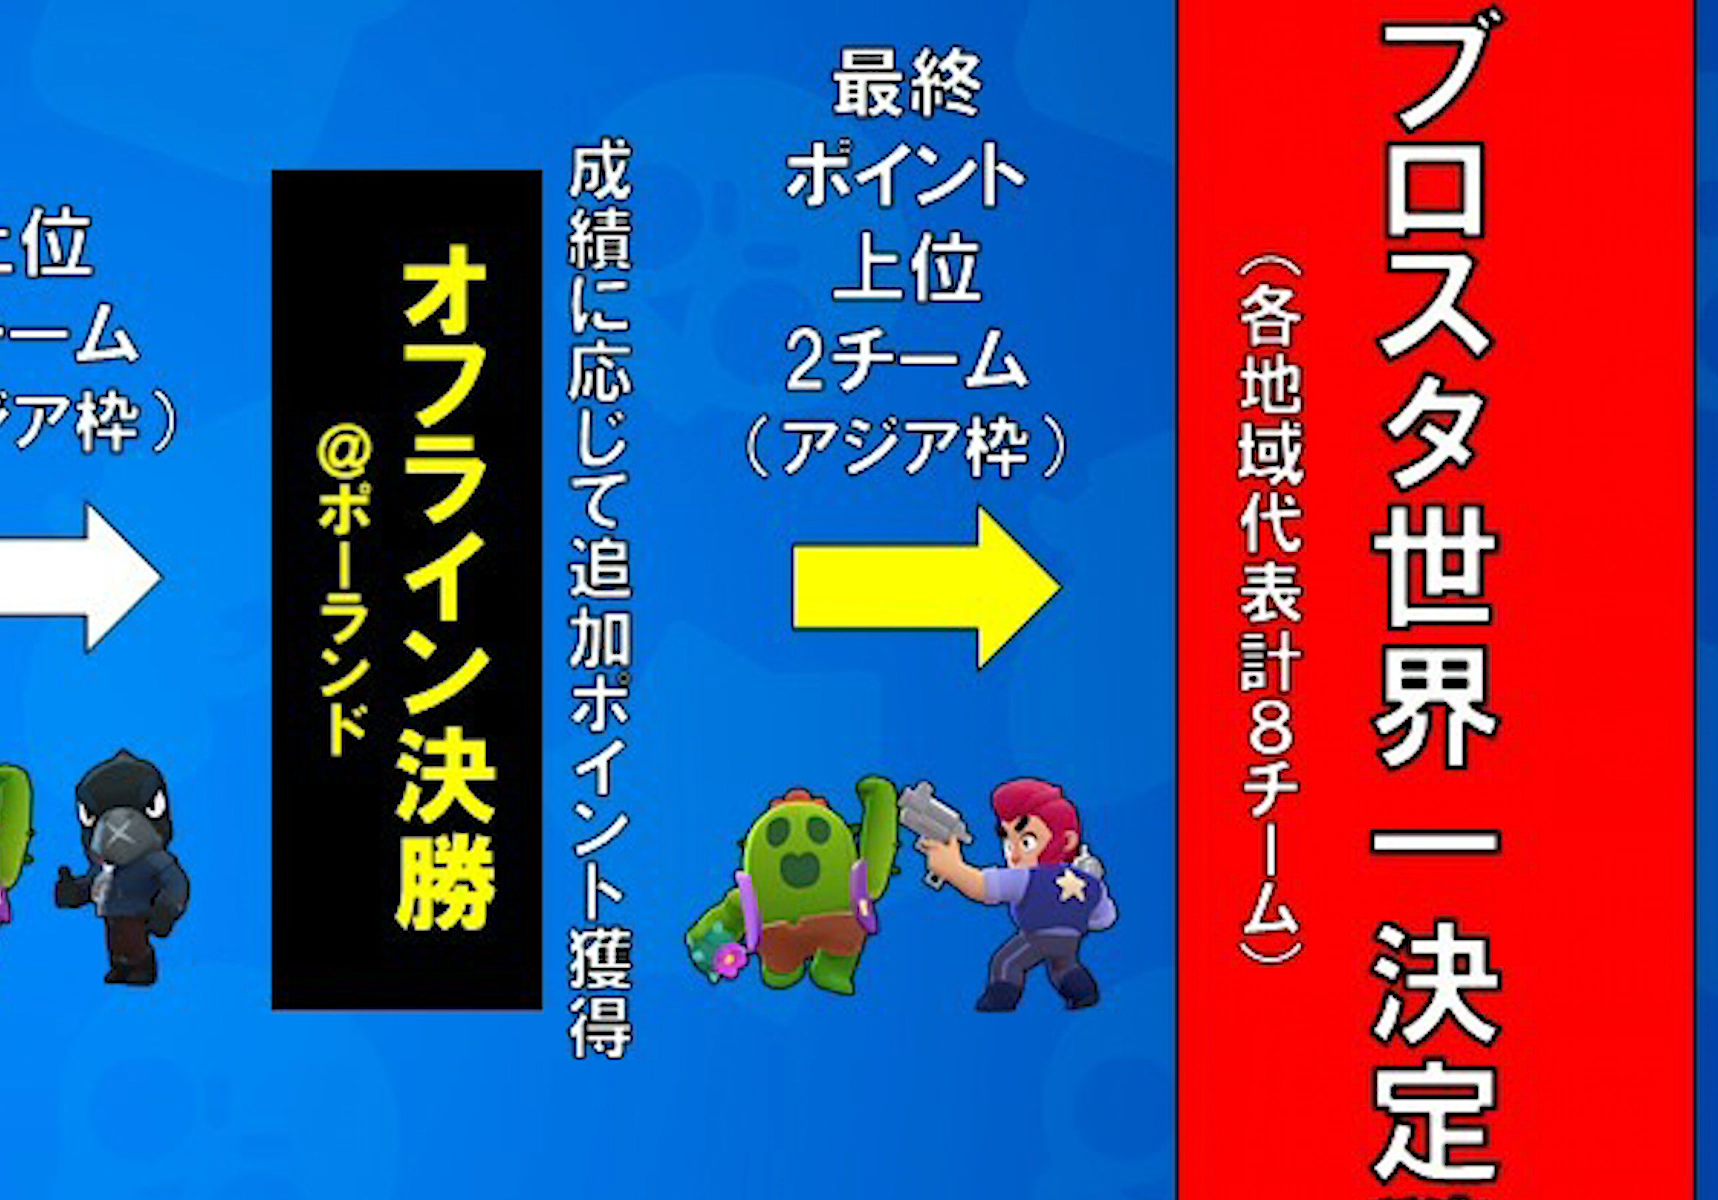 位
ーム
ジア枠）
オフライン決勝
@ポーランド
成績に応じて追加ポイント獲得
最終
ポイント
上位
2チーム
（アジア枠）
ブロスタ世界一決定
（各地域代表計8チーム）